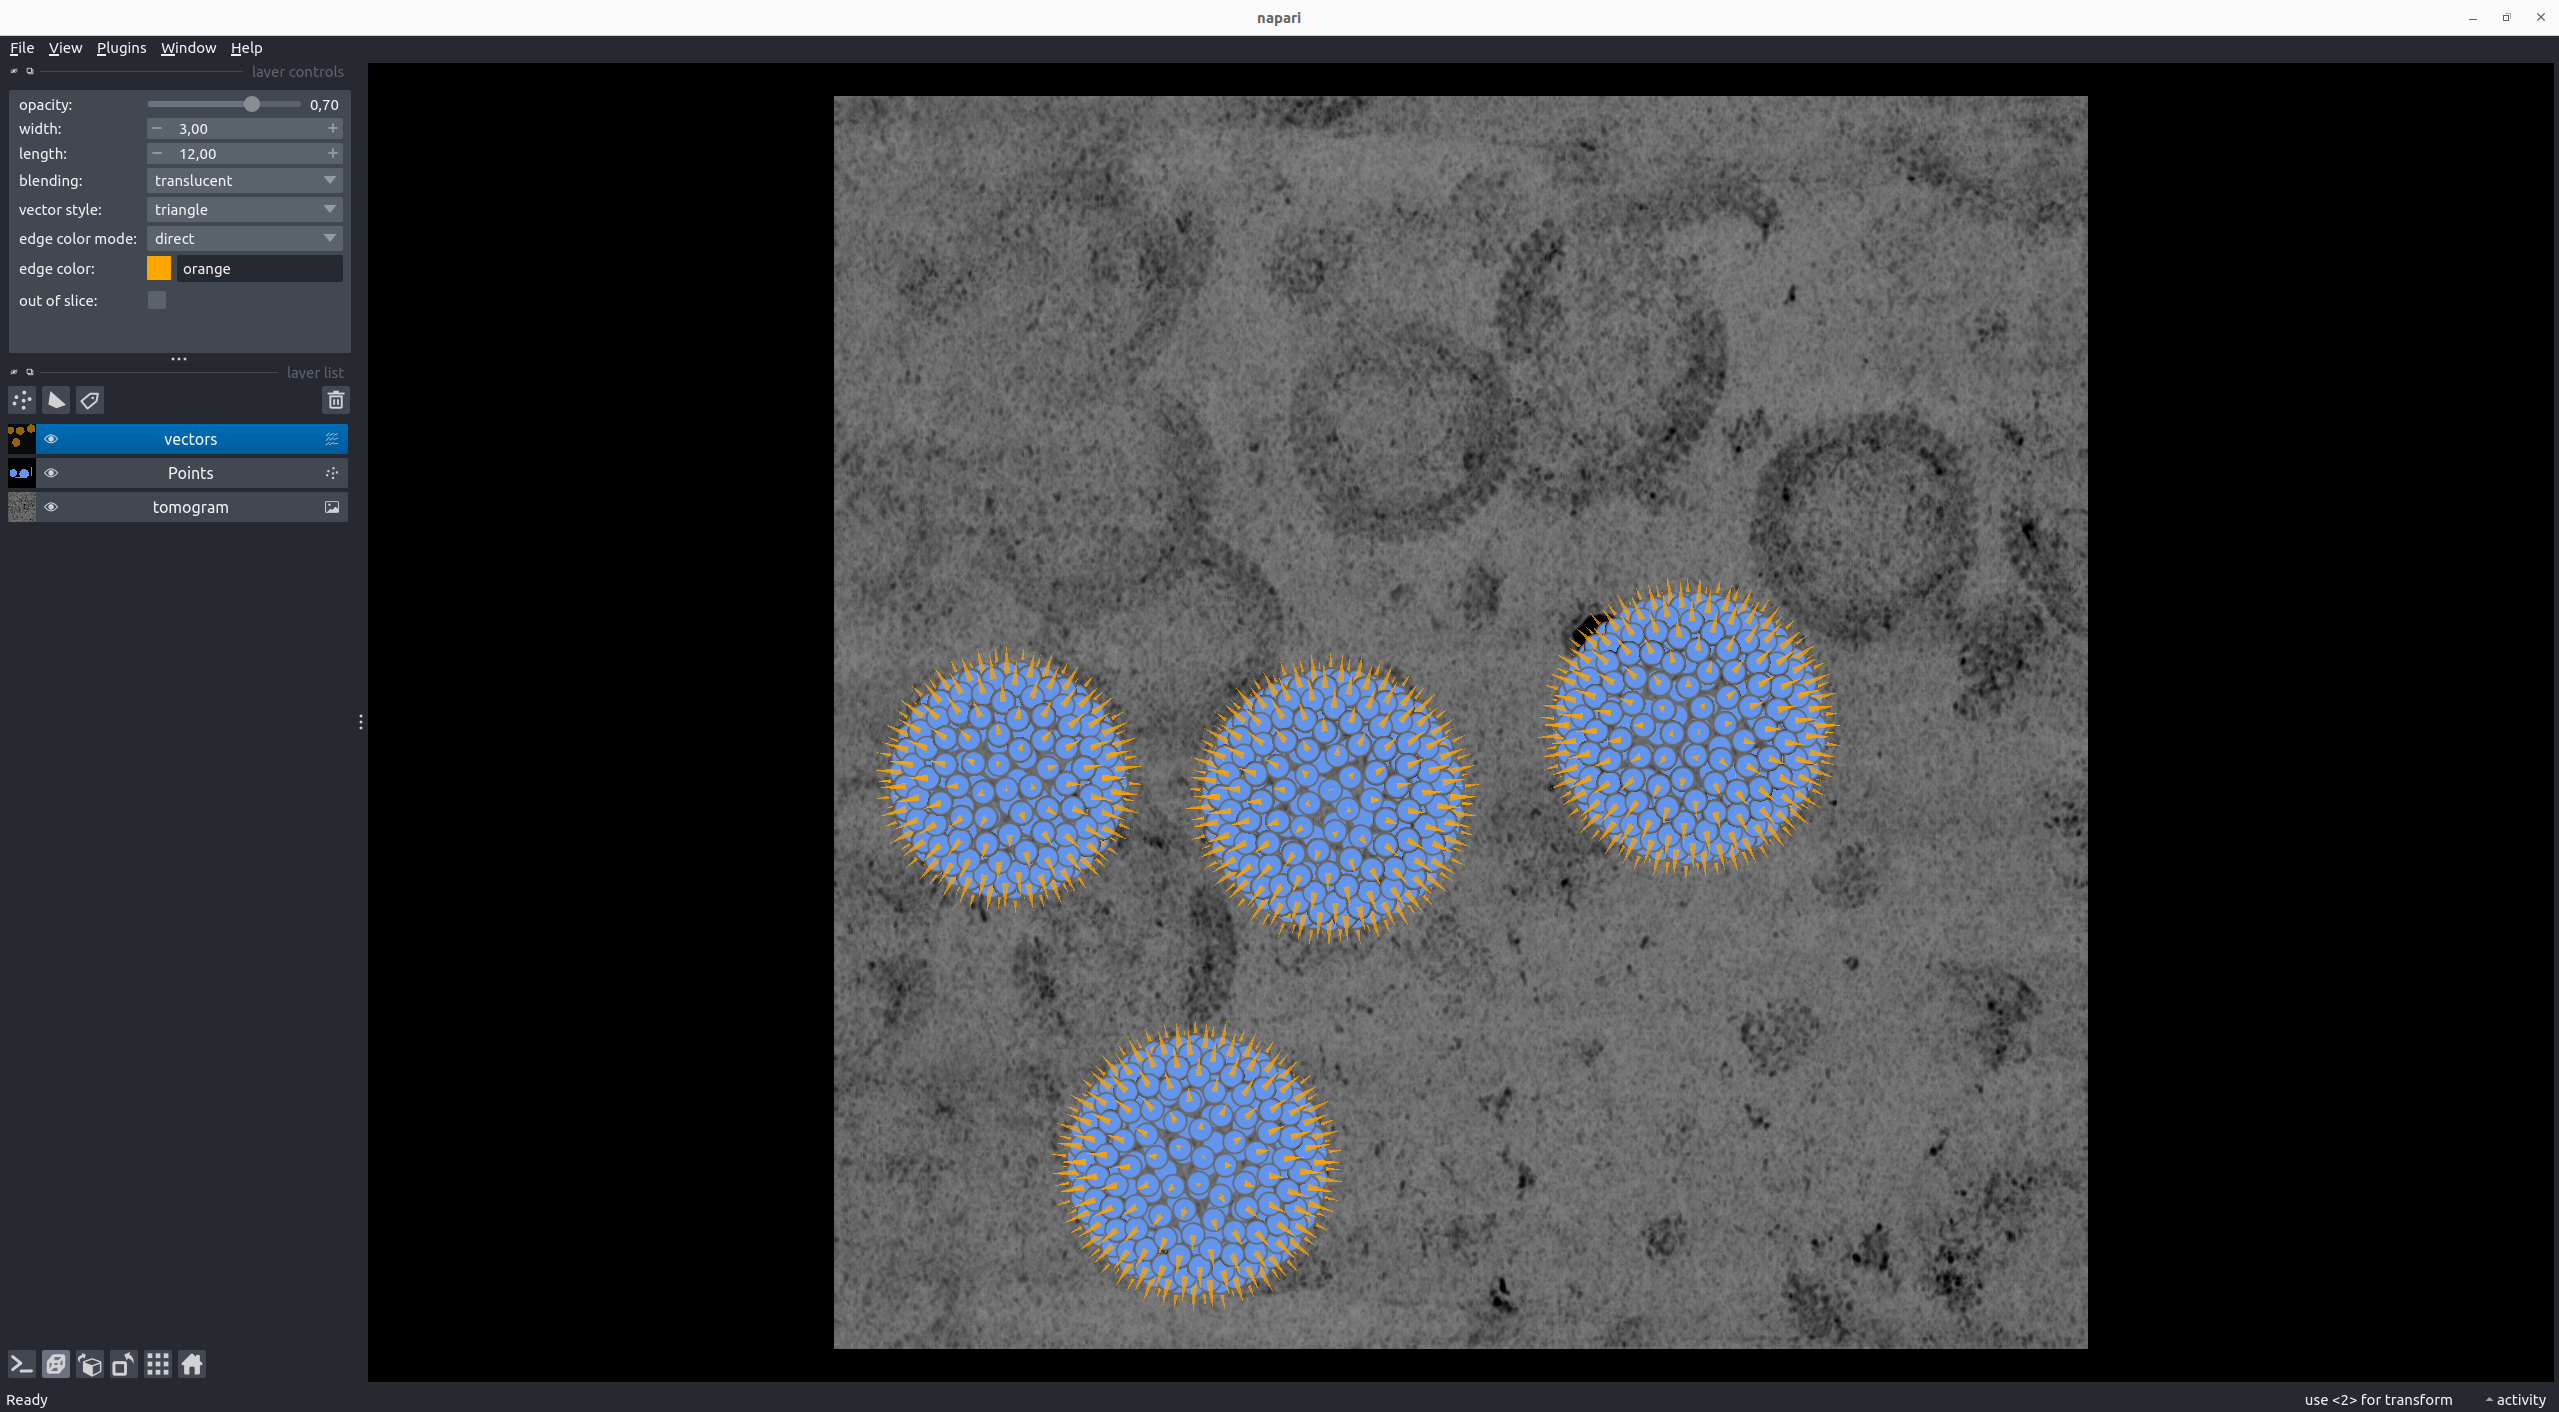 napari
File View Plugins Window Help
layer controls
opacity: 0,70
width: 3,00
length: 12,00
blending: translucent
vector style: triangle
edge color mode: direct
edge color: orange
out of slice:
layer list
vectors
Points
tomogram
Ready
use <2> for transform
activity